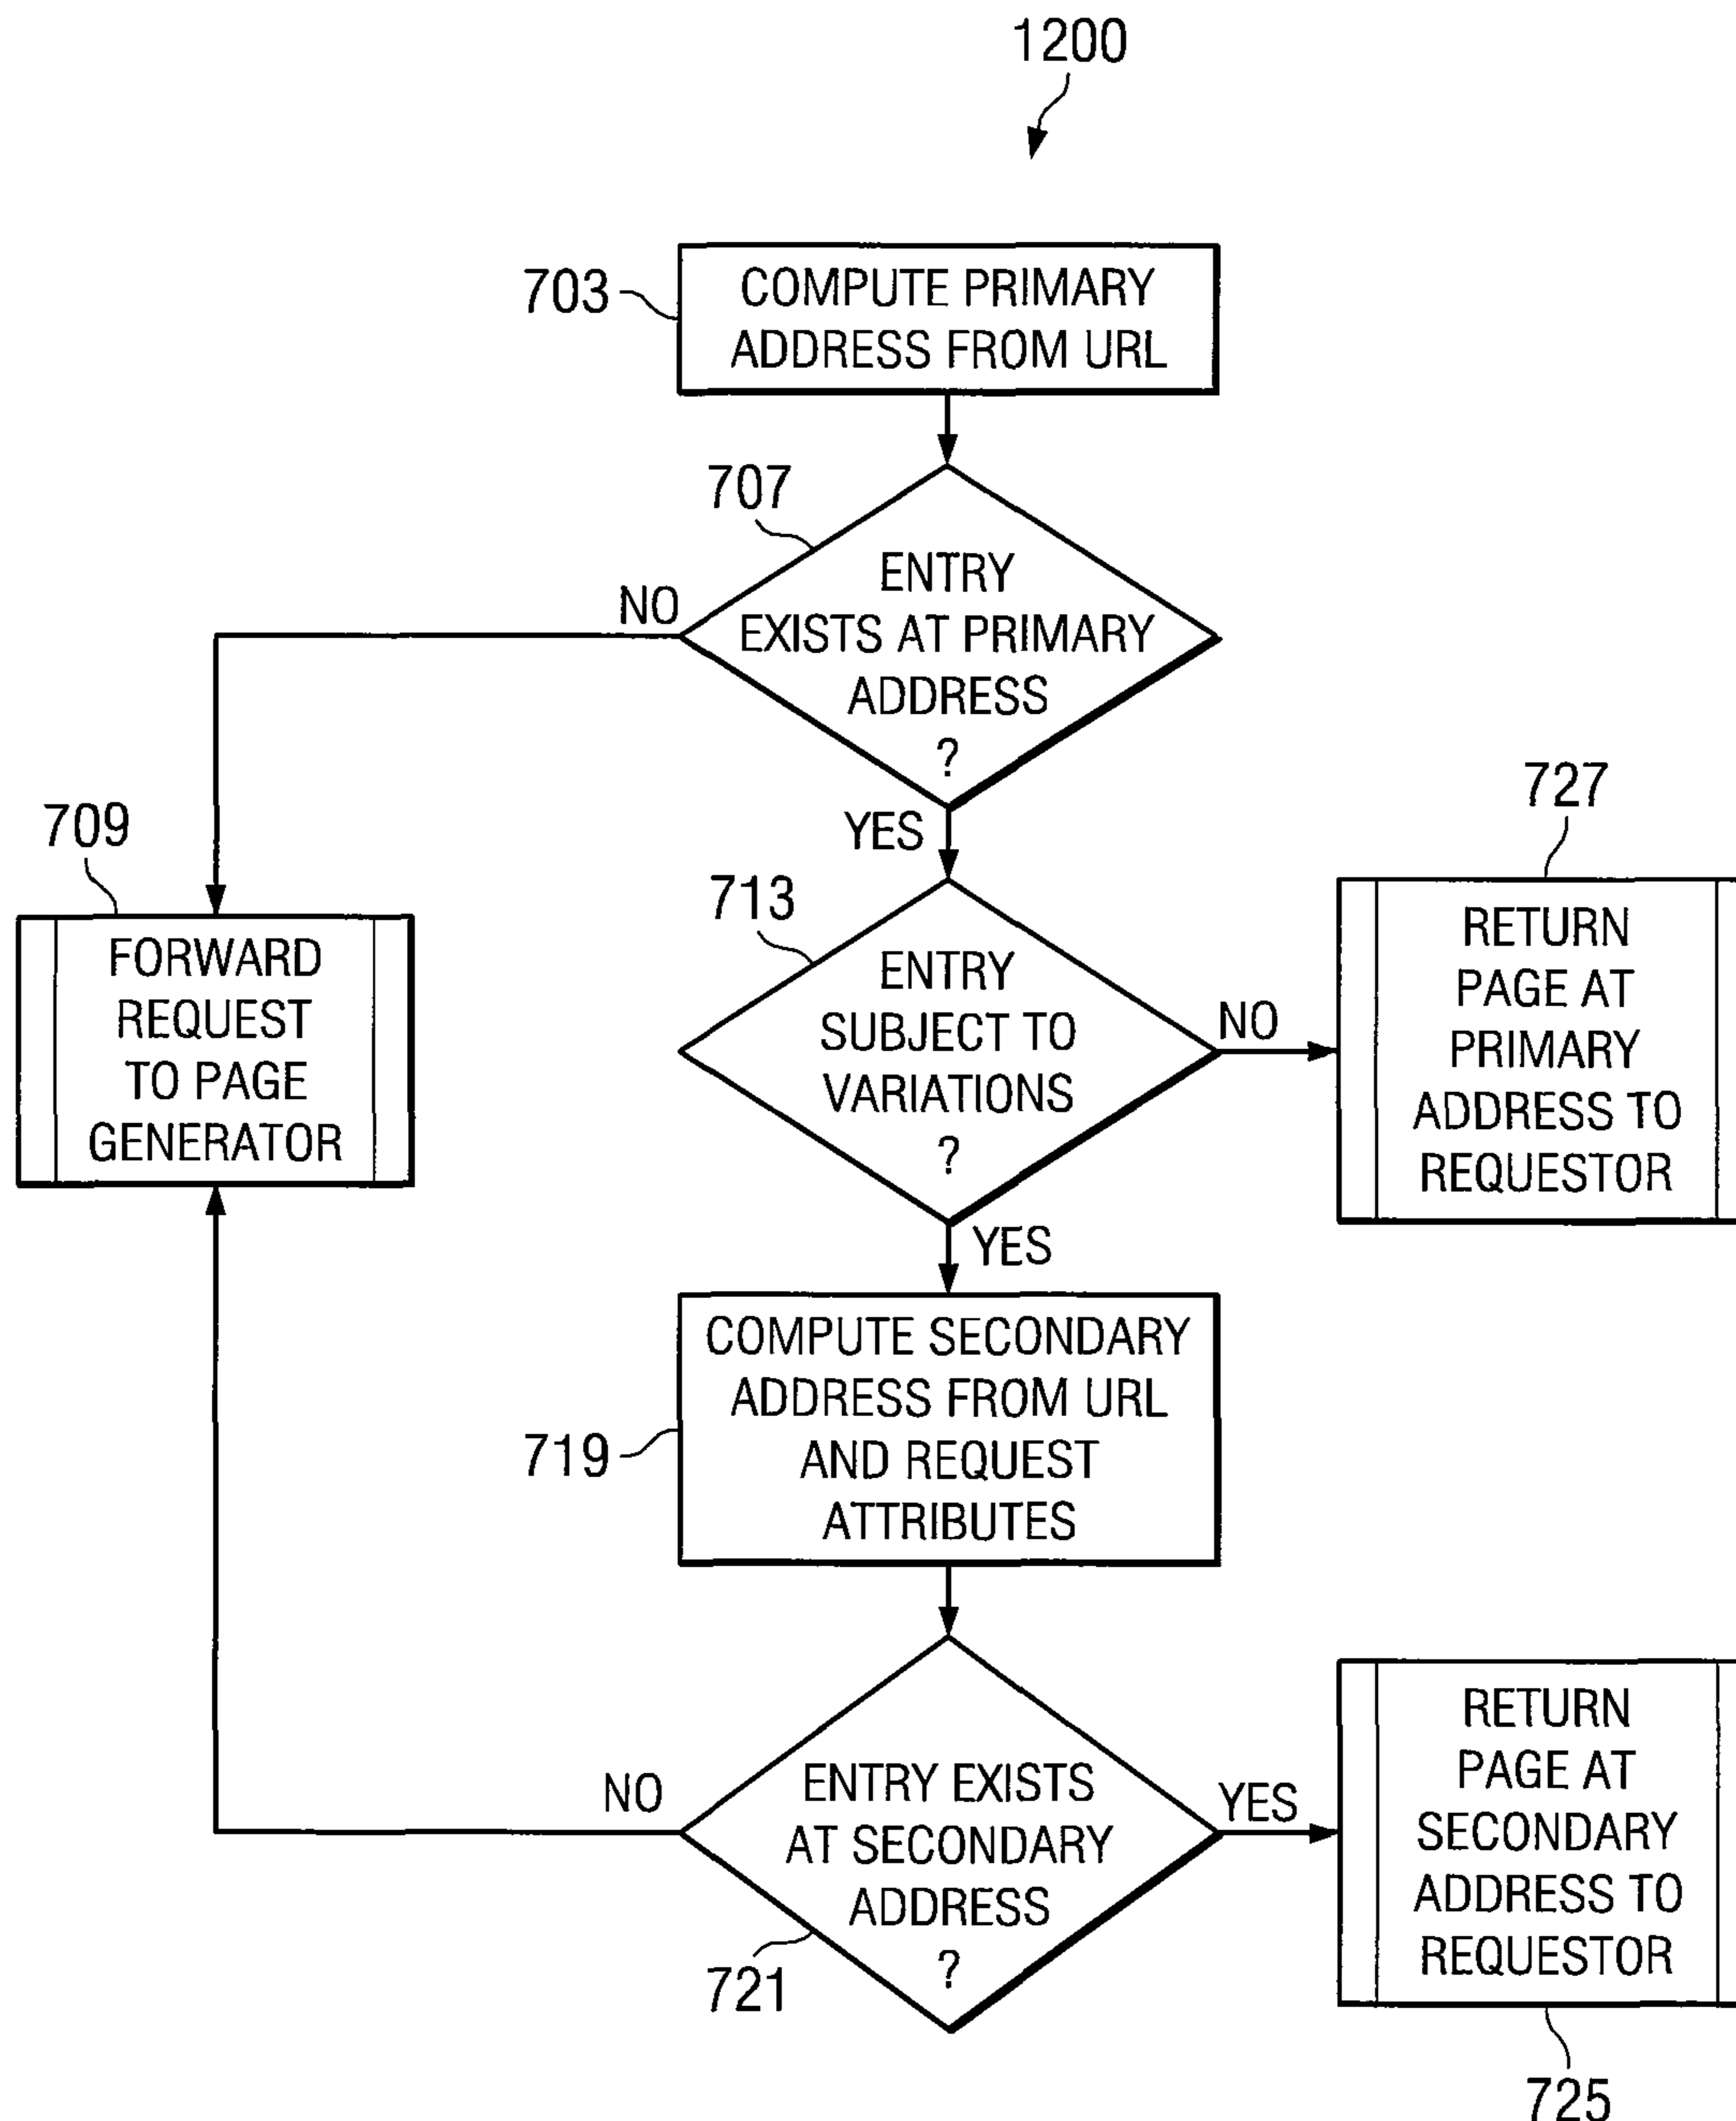 1200
703
COMPUTE PRIMARY
ADDRESS FROM URL
707
ENTRY
EXISTS AT PRIMARY
ADDRESS
?
NO
YES
709
FORWARD
REQUEST
TO PAGE
GENERATOR
713
ENTRY
SUBJECT TO
VARIATIONS
?
NO
YES
727
RETURN
PAGE AT
PRIMARY
ADDRESS TO
REQUESTOR
719
COMPUTE SECONDARY
ADDRESS FROM URL
AND REQUEST
ATTRIBUTES
721
ENTRY EXISTS
AT SECONDARY
ADDRESS
?
NO
YES
RETURN
PAGE AT
SECONDARY
ADDRESS TO
REQUESTOR
725